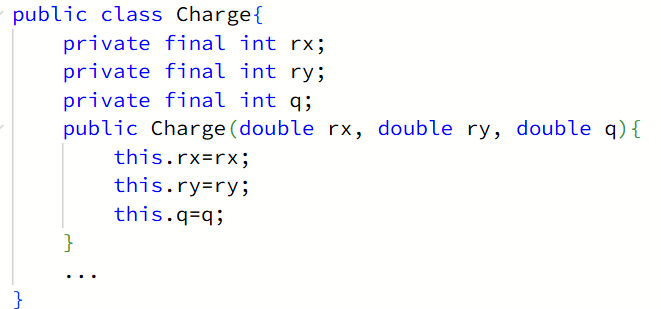 public class Charge{
    private final int rx;
    private final int ry;
    private final int q;
    public Charge(double rx, double ry, double q){
        this.rx=rx;
        this.ry=ry;
        this.q=q;
    }
    ...
}